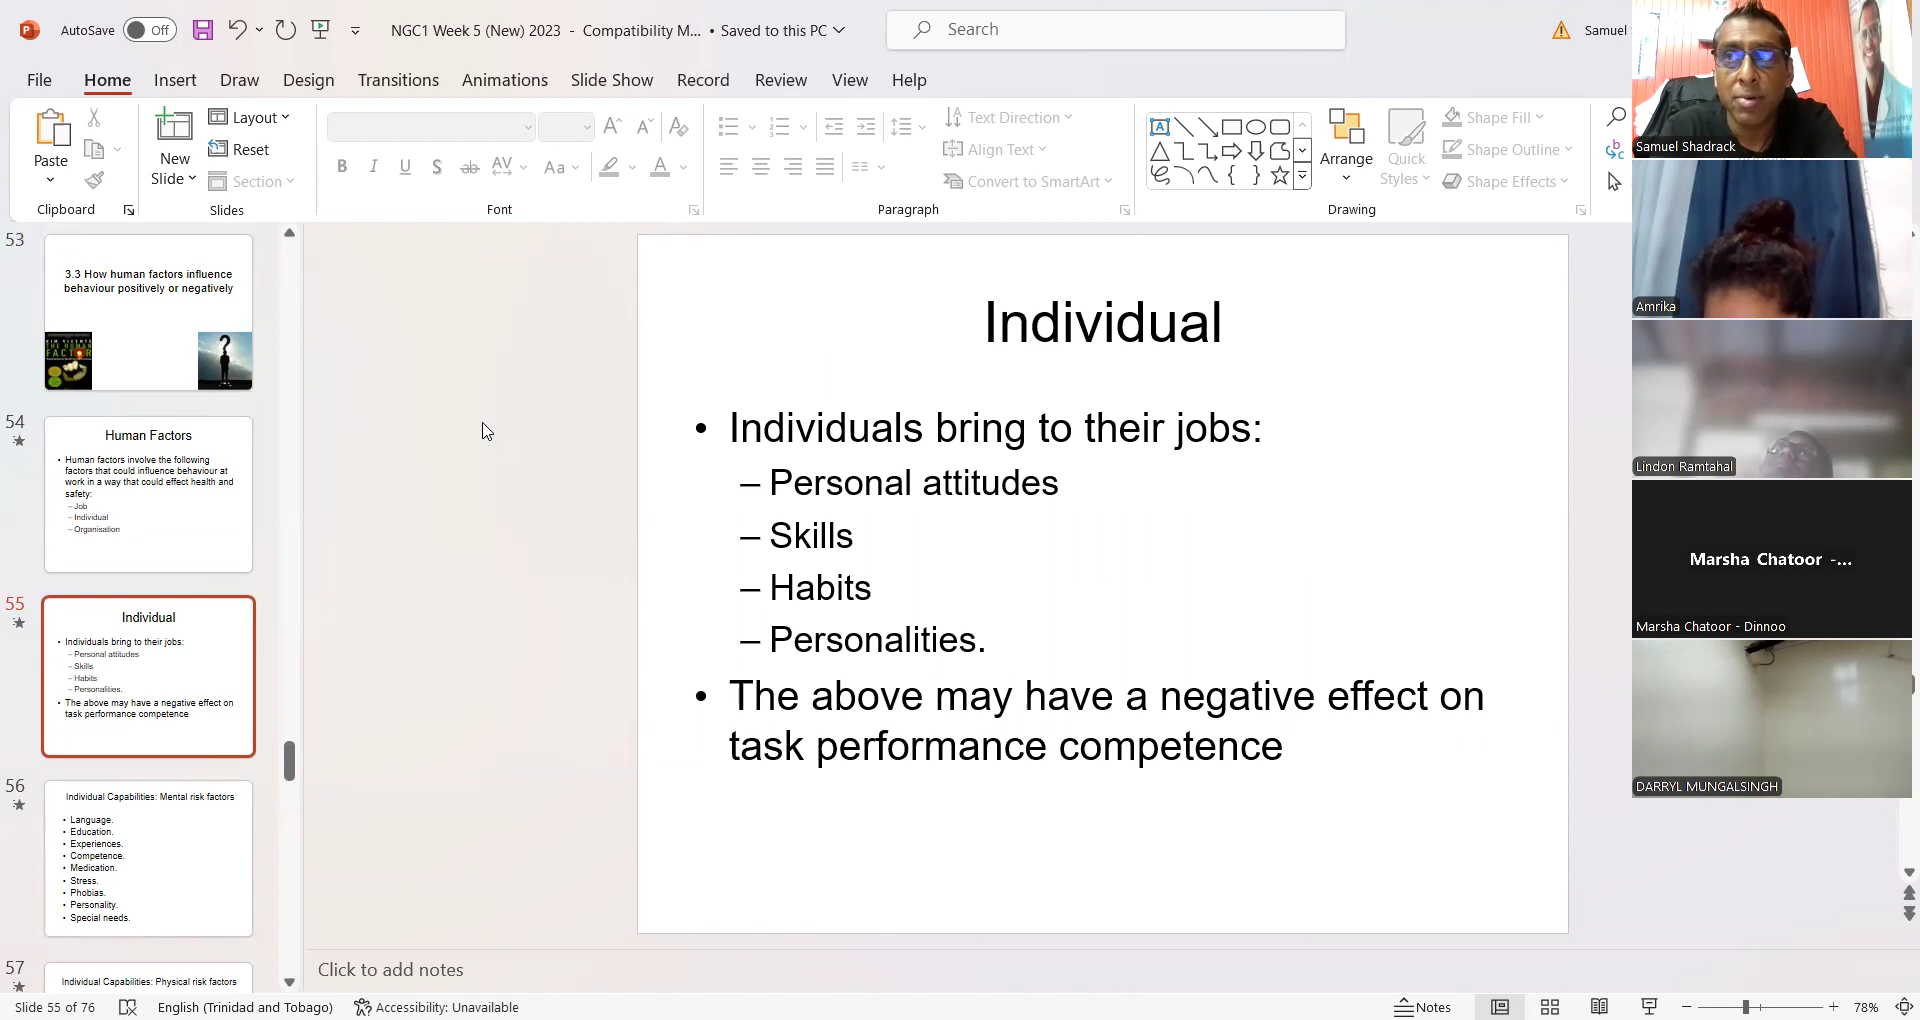 AutoSave Off NGC1 Week 5 (New) 2023 - Compatibility M... • Saved to this PC Search Samuel
File Home Insert Draw Design Transitions Animations Slide Show Record Review View Help
Paste
New Slide
Layout
Reset
Section
Text Direction
Align Text
Convert to SmartArt
Arrange
Quick Styles
Shape Fill
Shape Outline
Shape Effects
Clipboard Slides Font Paragraph Drawing
53
3.3 How human factors influence
behaviour positively or negatively
54
Human Factors
• Human factors involve the following
factors that could influence behaviour at
work in a way that could effect health and
safety:
– Job
– Individual
– Organisation
55
Individual
• Individuals bring to their jobs:
– Personal attitudes
– Skills
– Habits
– Personalities.
• The above may have a negative effect on
task performance competence
56
Individual Capabilities: Mental risk factors
• Language.
• Education.
• Experiences.
• Competence.
• Medication.
• Stress.
• Phobias.
• Personality.
• Special needs.
57
Individual Capabilities: Physical risk factors
Individual
• Individuals bring to their jobs:
– Personal attitudes
– Skills
– Habits
– Personalities.
• The above may have a negative effect on
task performance competence
Click to add notes
Samuel Shadrack
Amrika
Lindon Ramtahal
Marsha Chatoor -...
Marsha Chatoor - Dinnoo
DARRYL MUNGALSINGH
Slide 55 of 76 English (Trinidad and Tobago) Accessibility: Unavailable Notes 78%